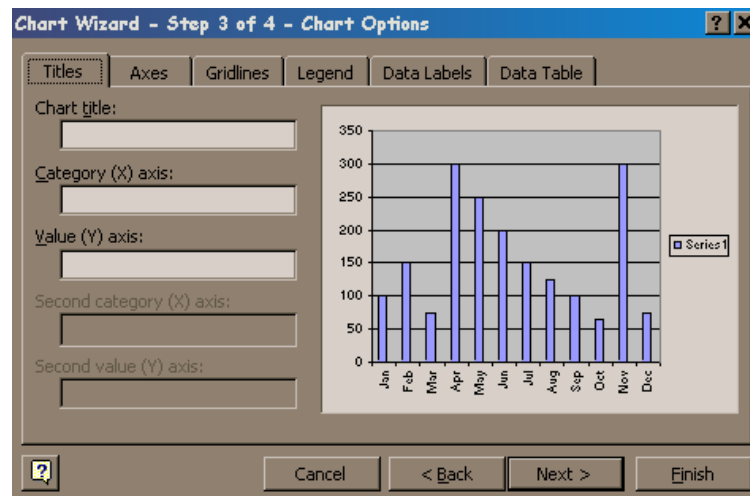 Chart Wizard - Step 3 of 4 - Chart Options
Titles Axes Gridlines Legend Data Labels Data Table
Chart title:
Category (X) axis:
Value (Y) axis:
Second category (X) axis:
Second value (Y) axis:
350
300
250
200
150
100
50
0
Jan Feb Mar Apr May Jun Jul Aug Sep Oct Nov Dec
Series1
Cancel < Back Next > Finish